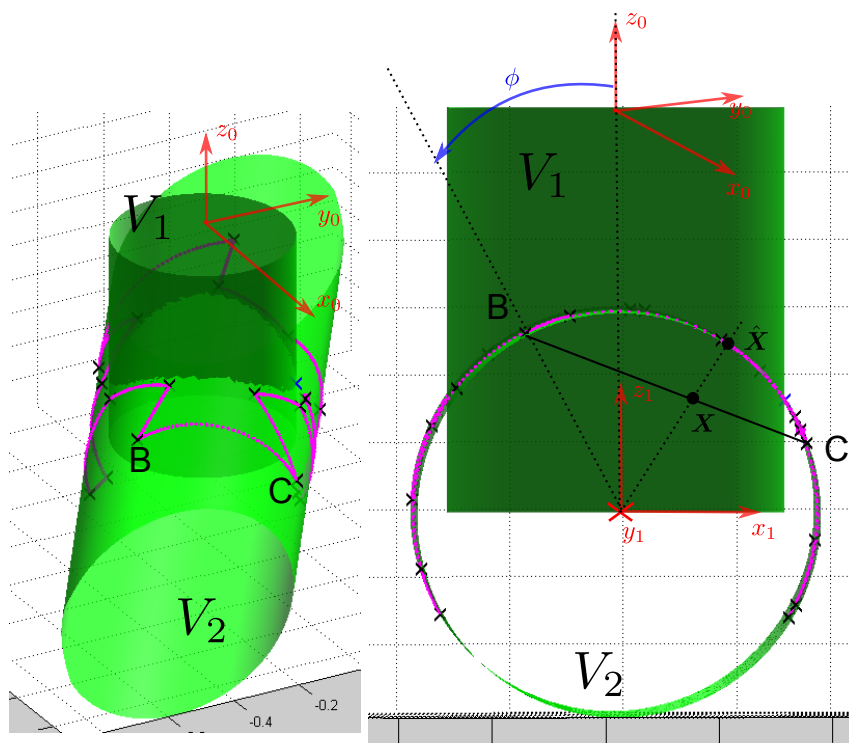 z₀
V₁
y₀
x₀
B
C
V₂
-0.4
-0.2
z₀
ϕ
y₀
V₁
x₀
B
x̂
z₁
x
C
y₁
x₁
V₂